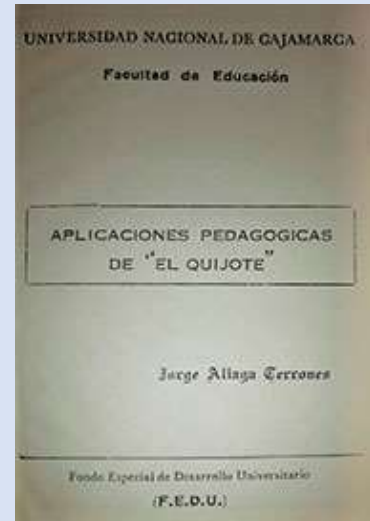 UNIVERSIDAD NACIONAL DE CAJAMARCA
Facultad de Educación
APLICACIONES PEDAGOGICAS
DE "EL QUIJOTE"
Jorge Aliaga Terrones
Fondo Especial de Desarrollo Universitario
(F.E.D.U.)